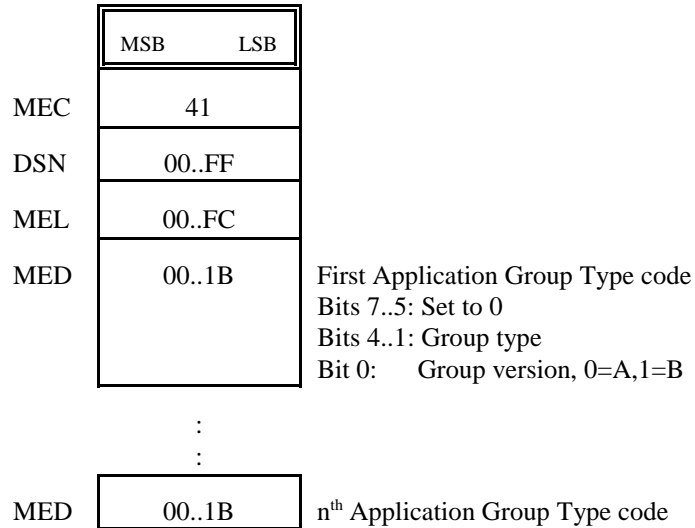 MSB LSB
MEC 41
DSN 00..FF
MEL 00..FC
MED 00..1B First Application Group Type code
Bits 7..5: Set to 0
Bits 4..1: Group type
Bit 0: Group version, 0=A,1=B
:
:
MED 00..1B nth Application Group Type code